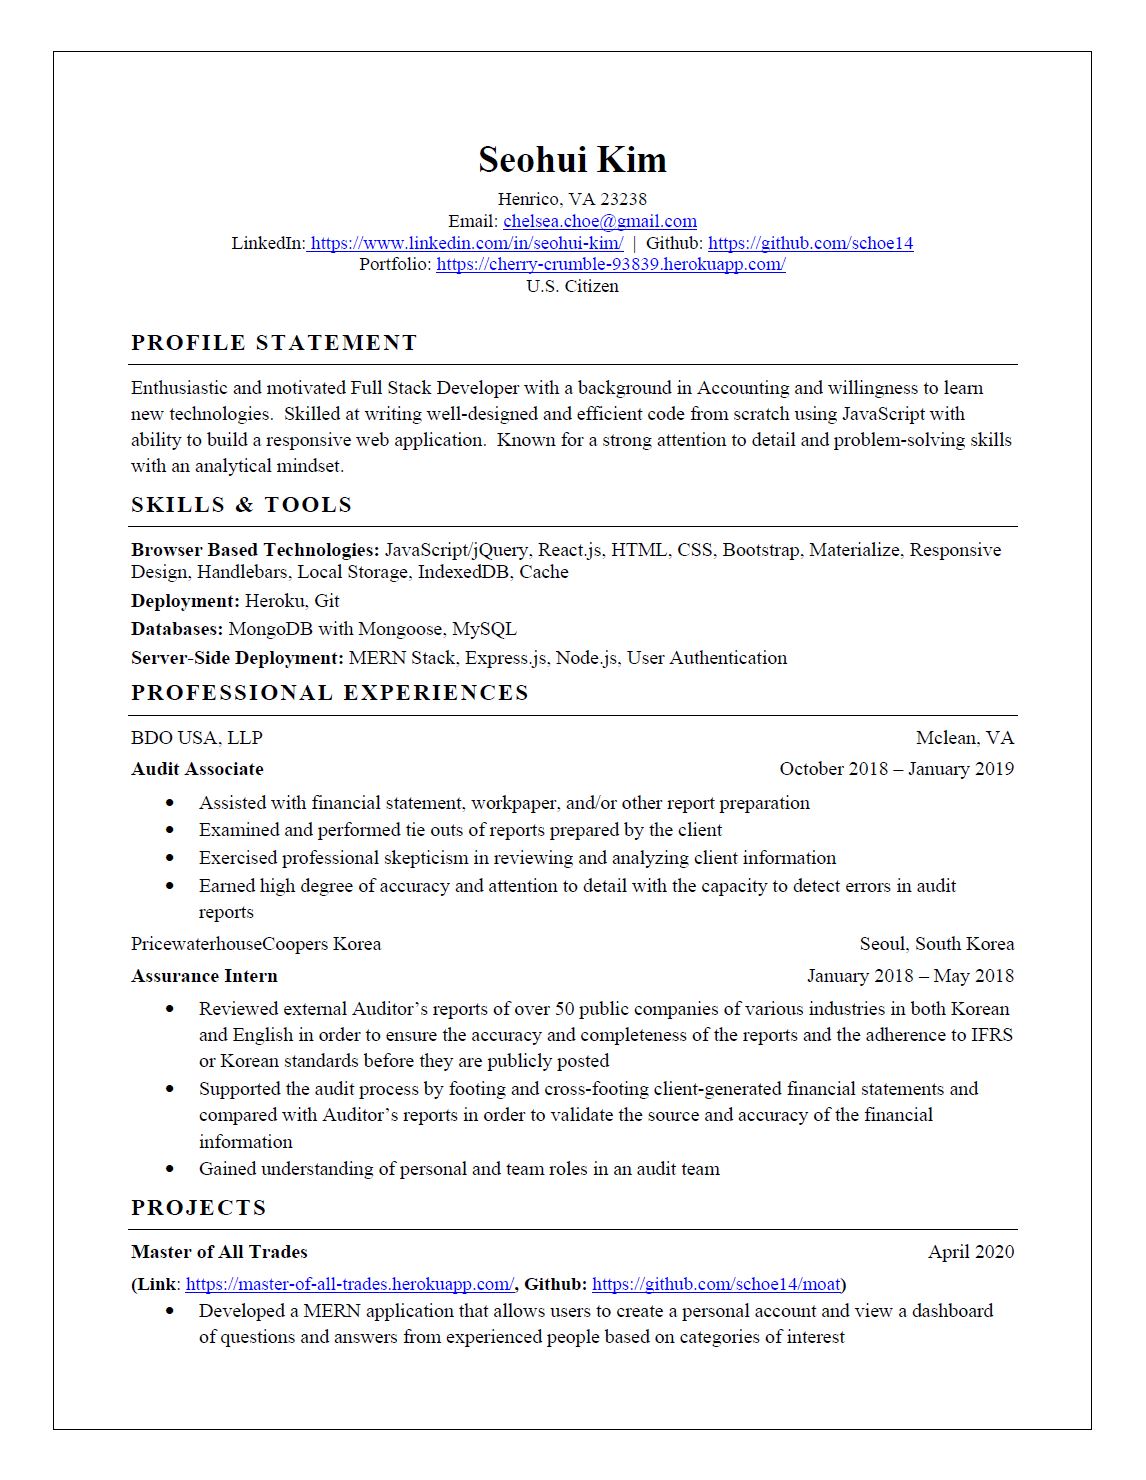 Seohui Kim
Henrico, VA 23238
Email: chelsea.choe@gmail.com
LinkedIn: https://www.linkedin.com/in/seohui-kim/ | Github: https://github.com/schoe14
Portfolio: https://cherry-crumble-93839.herokuapp.com/
U.S. Citizen
PROFILE STATEMENT
Enthusiastic and motivated Full Stack Developer with a background in Accounting and willingness to learn
new technologies.  Skilled at writing well-designed and efficient code from scratch using JavaScript with
ability to build a responsive web application.  Known for a strong attention to detail and problem-solving skills
with an analytical mindset.
SKILLS & TOOLS
Browser Based Technologies: JavaScript/jQuery, React.js, HTML, CSS, Bootstrap, Materialize, Responsive
Design, Handlebars, Local Storage, IndexedDB, Cache
Deployment: Heroku, Git
Databases: MongoDB with Mongoose, MySQL
Server-Side Deployment: MERN Stack, Express.js, Node.js, User Authentication
PROFESSIONAL EXPERIENCES
BDO USA, LLP Mclean, VA
Audit Associate October 2018 – January 2019
• Assisted with financial statement, workpaper, and/or other report preparation
• Examined and performed tie outs of reports prepared by the client
• Exercised professional skepticism in reviewing and analyzing client information
• Earned high degree of accuracy and attention to detail with the capacity to detect errors in audit
reports
PricewaterhouseCoopers Korea Seoul, South Korea
Assurance Intern January 2018 – May 2018
• Reviewed external Auditor’s reports of over 50 public companies of various industries in both Korean
and English in order to ensure the accuracy and completeness of the reports and the adherence to IFRS
or Korean standards before they are publicly posted
• Supported the audit process by footing and cross-footing client-generated financial statements and
compared with Auditor’s reports in order to validate the source and accuracy of the financial
information
• Gained understanding of personal and team roles in an audit team
PROJECTS
Master of All Trades April 2020
(Link: https://master-of-all-trades.herokuapp.com/, Github: https://github.com/schoe14/moat)
• Developed a MERN application that allows users to create a personal account and view a dashboard
of questions and answers from experienced people based on categories of interest